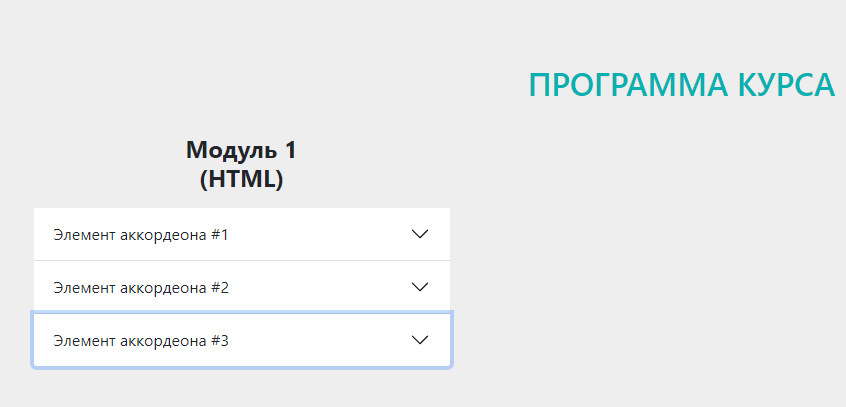 ПРОГРАММА КУРСА
Модуль 1
(HTML)
Элемент аккордеона #1
Элемент аккордеона #2
Элемент аккордеона #3